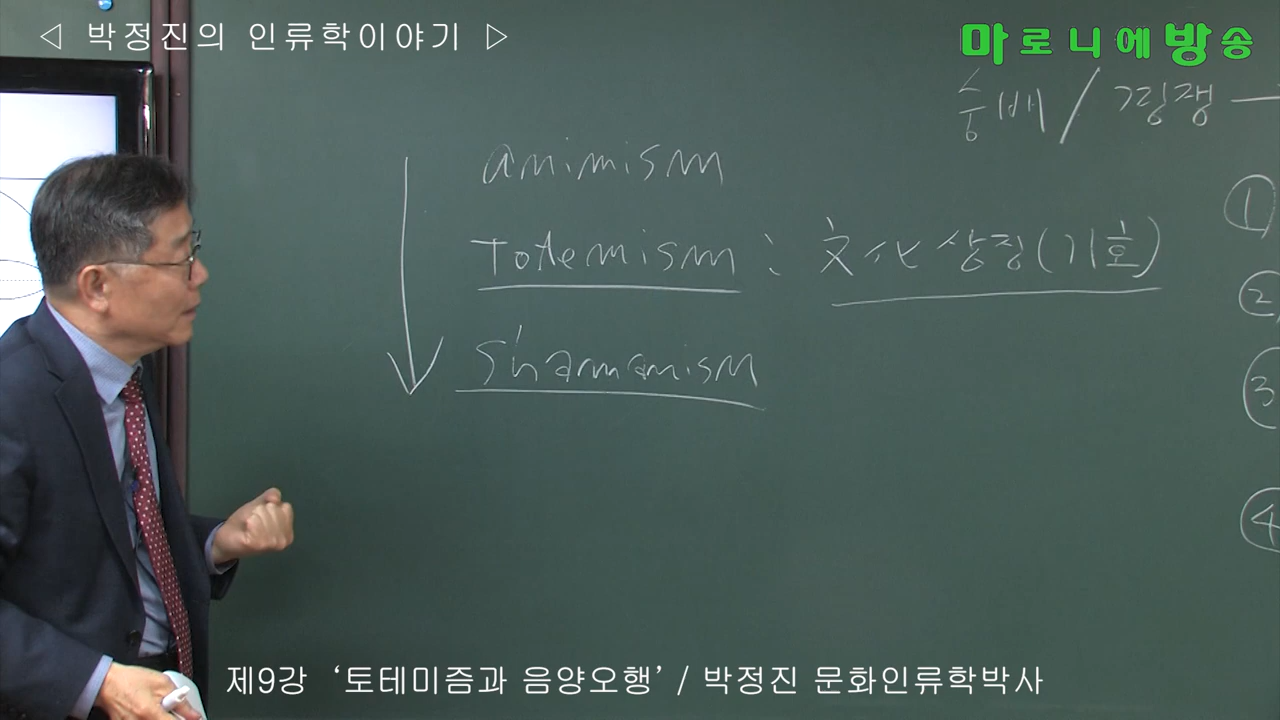 ◁ 박정진의 인류학이야기 ▷
마로니에방송
숭배 / 경쟁 —
animism
Totemism : 文化상징(기호)
Shamanism
①
②
③
④
제9강 ‘토테미즘과 음양오행’ / 박정진 문화인류학박사